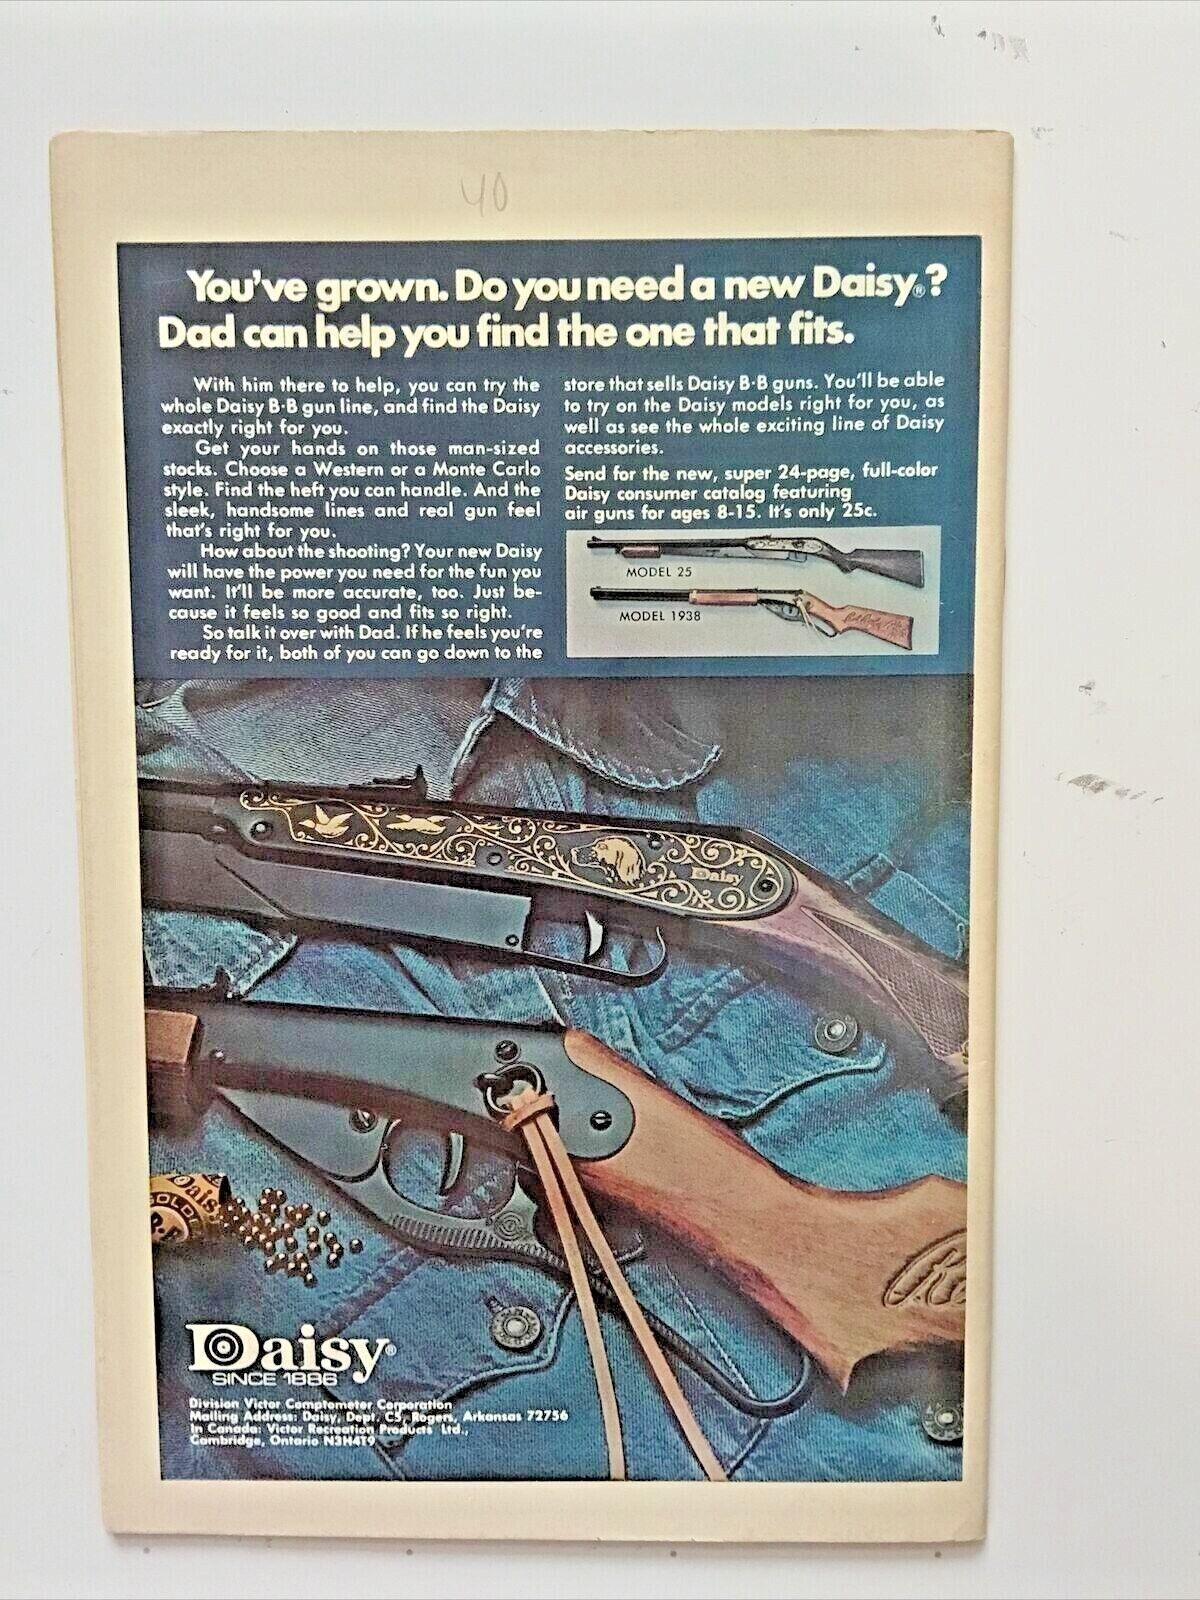 40
You've grown. Do you need a new Daisy®?
Dad can help you find the one that fits.
With him there to help, you can try the
whole Daisy B·B gun line, and find the Daisy
exactly right for you.
Get your hands on those man-sized
stocks. Choose a Western or a Monte Carlo
style. Find the heft you can handle. And the
sleek, handsome lines and real gun feel
that's right for you.
How about the shooting? Your new Daisy
will have the power you need for the fun you
want. It'll be more accurate, too. Just be-
cause it feels so good and fits so right.
So talk it over with Dad. If he feels you're
ready for it, both of you can go down to the
store that sells Daisy B·B guns. You'll be able
to try on the Daisy models right for you, as
well as see the whole exciting line of Daisy
accessories.
Send for the new, super 24-page, full-color
Daisy consumer catalog featuring
air guns for ages 8-15. It's only 25c.
MODEL 25
MODEL 1938
Daisy
Daisy®
SINCE 1886
Division Victor Comptometer Corporation
Mailing Address: Daisy, Dept. CS, Rogers, Arkansas 72756
In Canada: Victor Recreation Products Ltd.,
Cambridge, Ontario N3H4T9